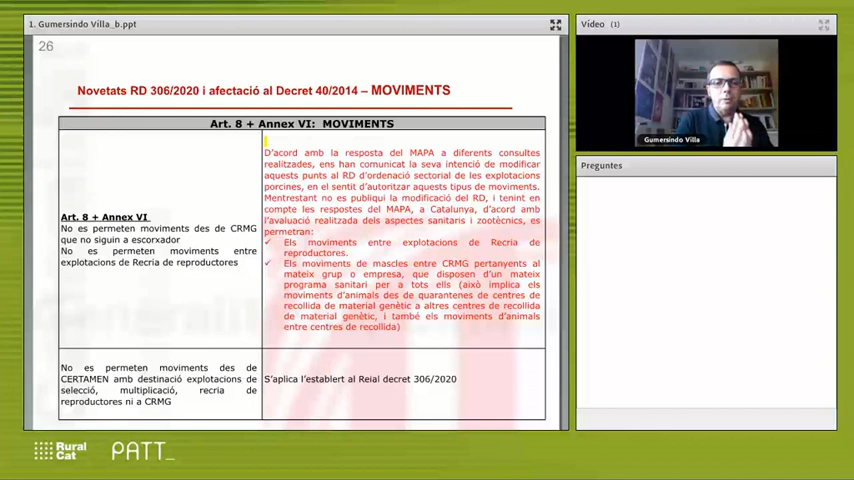 1. Gumersindo Villa_b.ppt
26
Novetats RD 306/2020 i afectació al Decret 40/2014 – MOVIMENTS
Art. 8 + Annex VI: MOVIMENTS
Art. 8 + Annex VI
No es permeten moviments des de CRMG
que no siguin a escorxador
No es permeten moviments entre
explotacions de Recria de reproductores
D'acord amb la resposta del MAPA a diferents consultes
realitzades, ens han comunicat la seva intenció de modificar
aquests punts al RD d'ordenació sectorial de les explotacions
porcines, en el sentit d'autoritzar aquests tipus de moviments.
Mentrestant no es publiqui la modificació del RD, i tenint en
compte les respostes del MAPA, a Catalunya, d'acord amb
l'avaluació realitzada dels aspectes sanitaris i zootècnics, es
permetran:
✓ Els moviments entre explotacions de Recria de
reproductores.
✓ Els moviments de mascles entre CRMG pertanyents al
mateix grup o empresa, que disposen d'un mateix
programa sanitari per a tots ells (això implica els
moviments d'animals des de quarantenes de centres de
recollida de material genètic a altres centres de recollida
de material genètic, i també els moviments d'animals
entre centres de recollida)
No es permeten moviments des de
CERTAMEN amb destinació explotacions de
selecció, multiplicació, recria de
reproductores ni a CRMG
S'aplica l'establert al Reial decret 306/2020
Vídeo (1)
Gumersindo Villa
Preguntes
Rural
Cat
PATT_